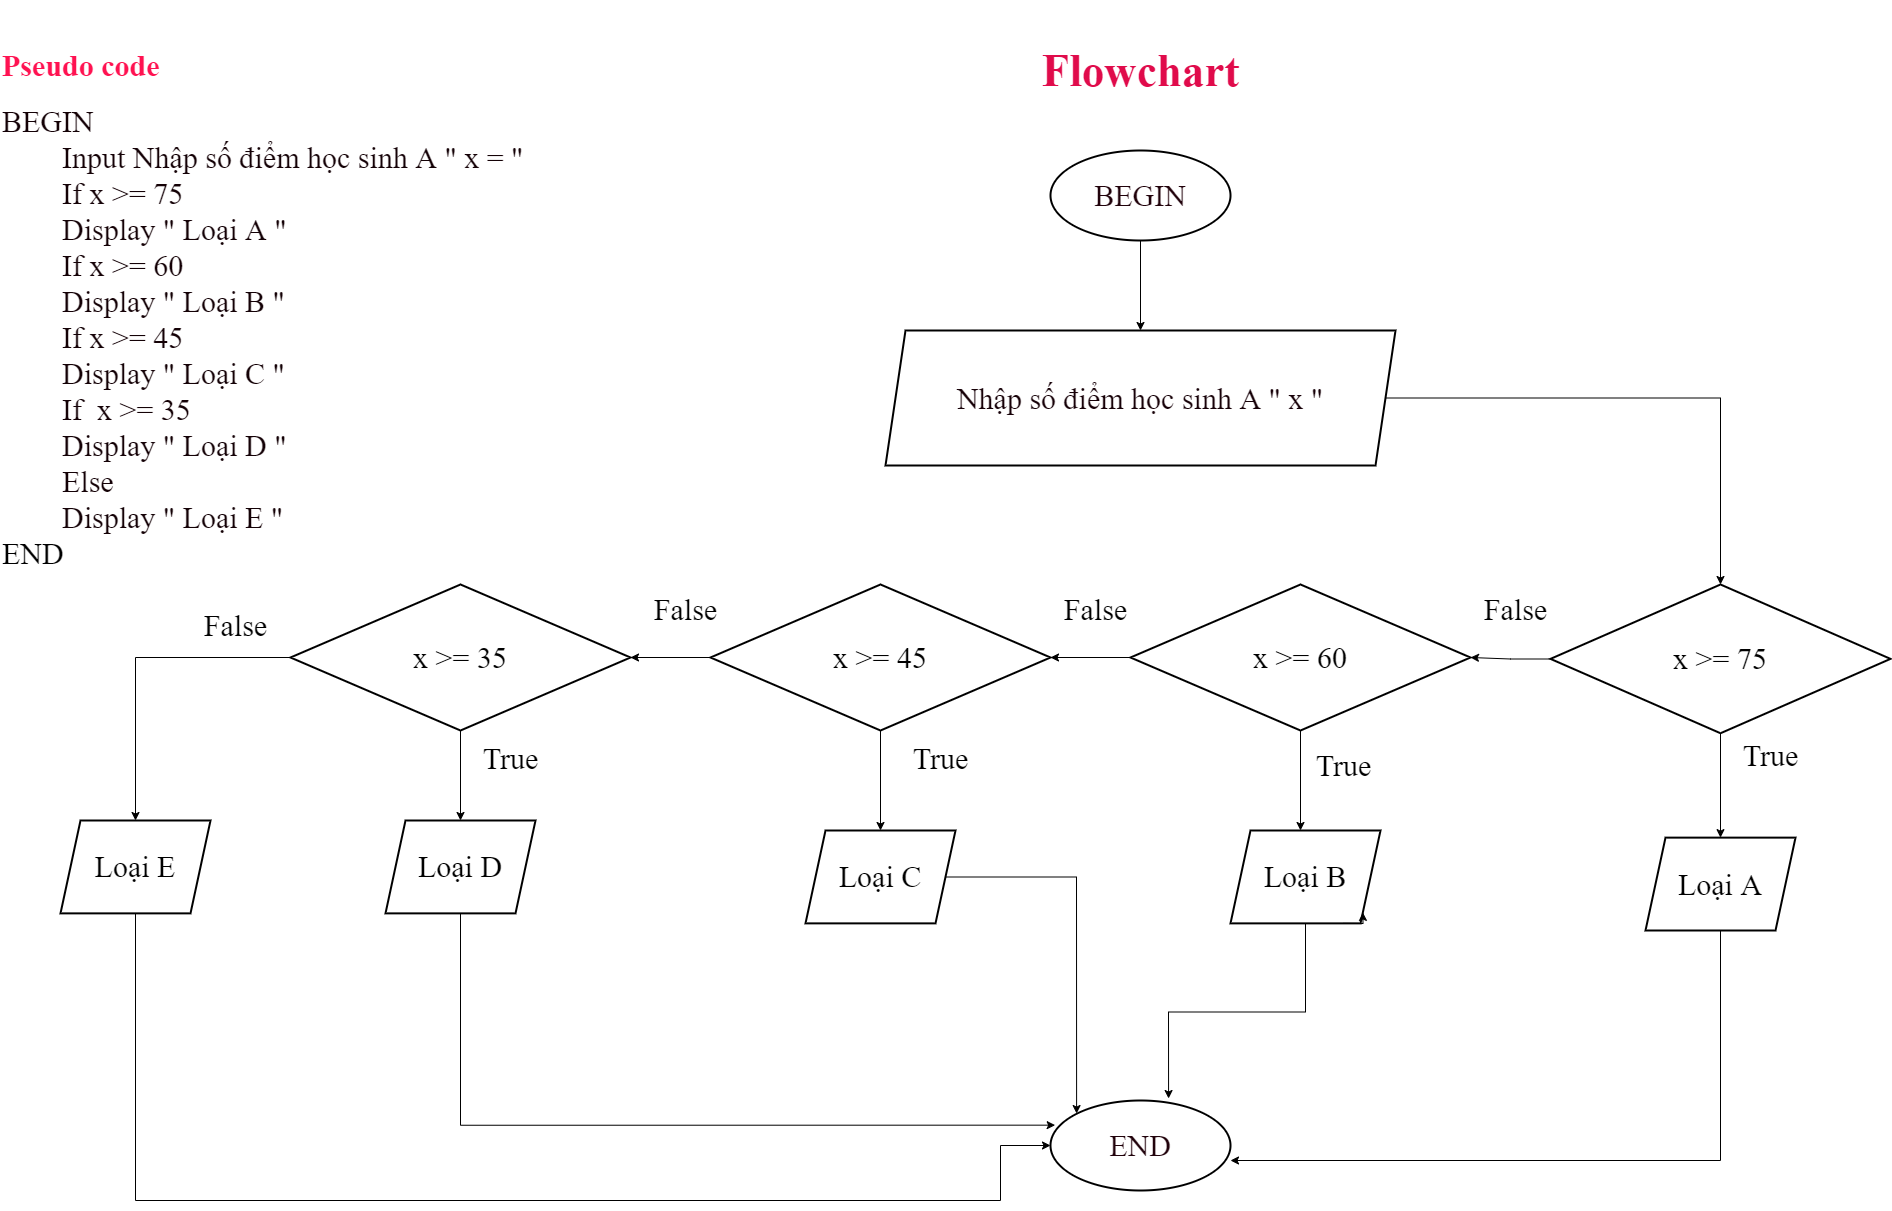 Pseudo code
BEGIN
Input Nhập số điểm học sinh A " x = "
If x >= 75
Display " Loại A "
If x >= 60
Display " Loại B "
If x >= 45
Display " Loại C "
If  x >= 35
Display " Loại D "
Else
Display " Loại E "
END
Flowchart
BEGIN
Nhập số điểm học sinh A " x "
x >= 75
False
True
x >= 60
False
True
x >= 45
False
True
x >= 35
False
True
Loại E
Loại D
Loại C
Loại B
Loại A
END